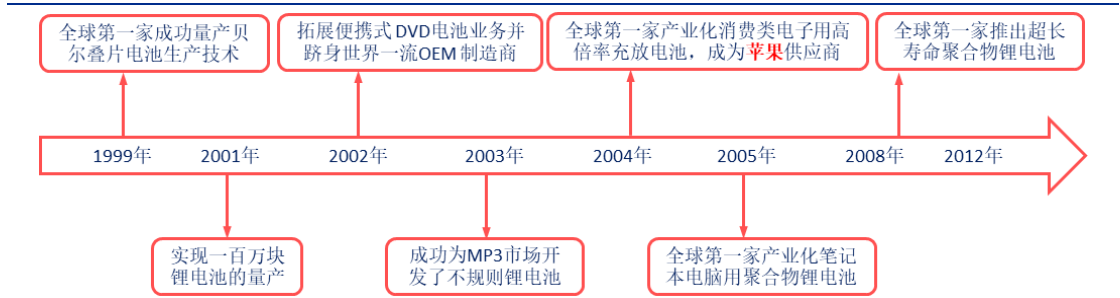 全球第一家成功量产贝
尔叠片电池生产技术
拓展便携式DVD电池业务并
跻身世界一流OEM制造商
全球第一家产业化消费类电子用高
倍率充放电池，成为苹果供应商
全球第一家推出超长
寿命聚合物锂电池
1999年 2001年 2002年 2003年 2004年 2005年 2008年 2012年
实现一百万块
锂电池的量产
成功为MP3市场开
发了不规则锂电池
全球第一家产业化笔记
本电脑用聚合物锂电池